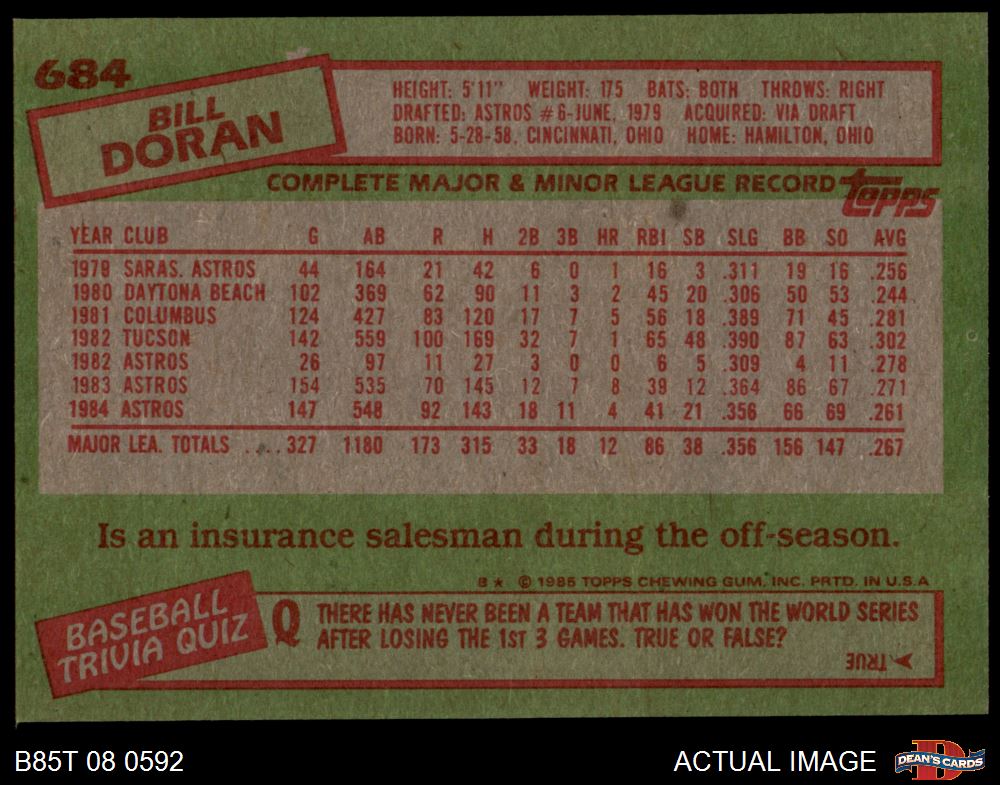 684
BILL
DORAN
HEIGHT: 5'11" WEIGHT: 175 BATS: BOTH THROWS: RIGHT
DRAFTED: ASTROS #6-JUNE, 1979 ACQUIRED: VIA DRAFT
BORN: 5-28-58, CINCINNATI, OHIO HOME: HAMILTON, OHIO
COMPLETE MAJOR & MINOR LEAGUE RECORD topps
YEAR CLUB G AB R H 2B 3B HR RBI SB SLG BB SO AVG
1979 SARAS. ASTROS 44 164 21 42 6 0 1 16 3 .311 19 16 .256
1980 DAYTONA BEACH 102 369 62 90 11 3 2 45 20 .306 50 53 .244
1981 COLUMBUS 124 427 83 120 17 7 5 56 18 .389 71 45 .281
1982 TUCSON 142 559 100 169 32 7 1 65 48 .390 87 63 .302
1982 ASTROS 26 97 11 27 3 0 0 6 5 .309 4 11 .278
1983 ASTROS 154 535 70 145 12 7 8 39 12 .364 86 67 .271
1984 ASTROS 147 548 92 143 18 11 4 41 21 .356 66 69 .261
MAJOR LEA. TOTALS .... 327 1180 173 315 33 18 12 86 38 .356 156 147 .267
Is an insurance salesman during the off-season.
B★ © 1985 TOPPS CHEWING GUM, INC. PRTD. IN U.S.A
BASEBALL
TRIVIA QUIZ
Q THERE HAS NEVER BEEN A TEAM THAT HAS WON THE WORLD SERIES
AFTER LOSING THE 1ST 3 GAMES. TRUE OR FALSE?
TRUE
B85T 08 0592
ACTUAL IMAGE
DEAN'S CARDS